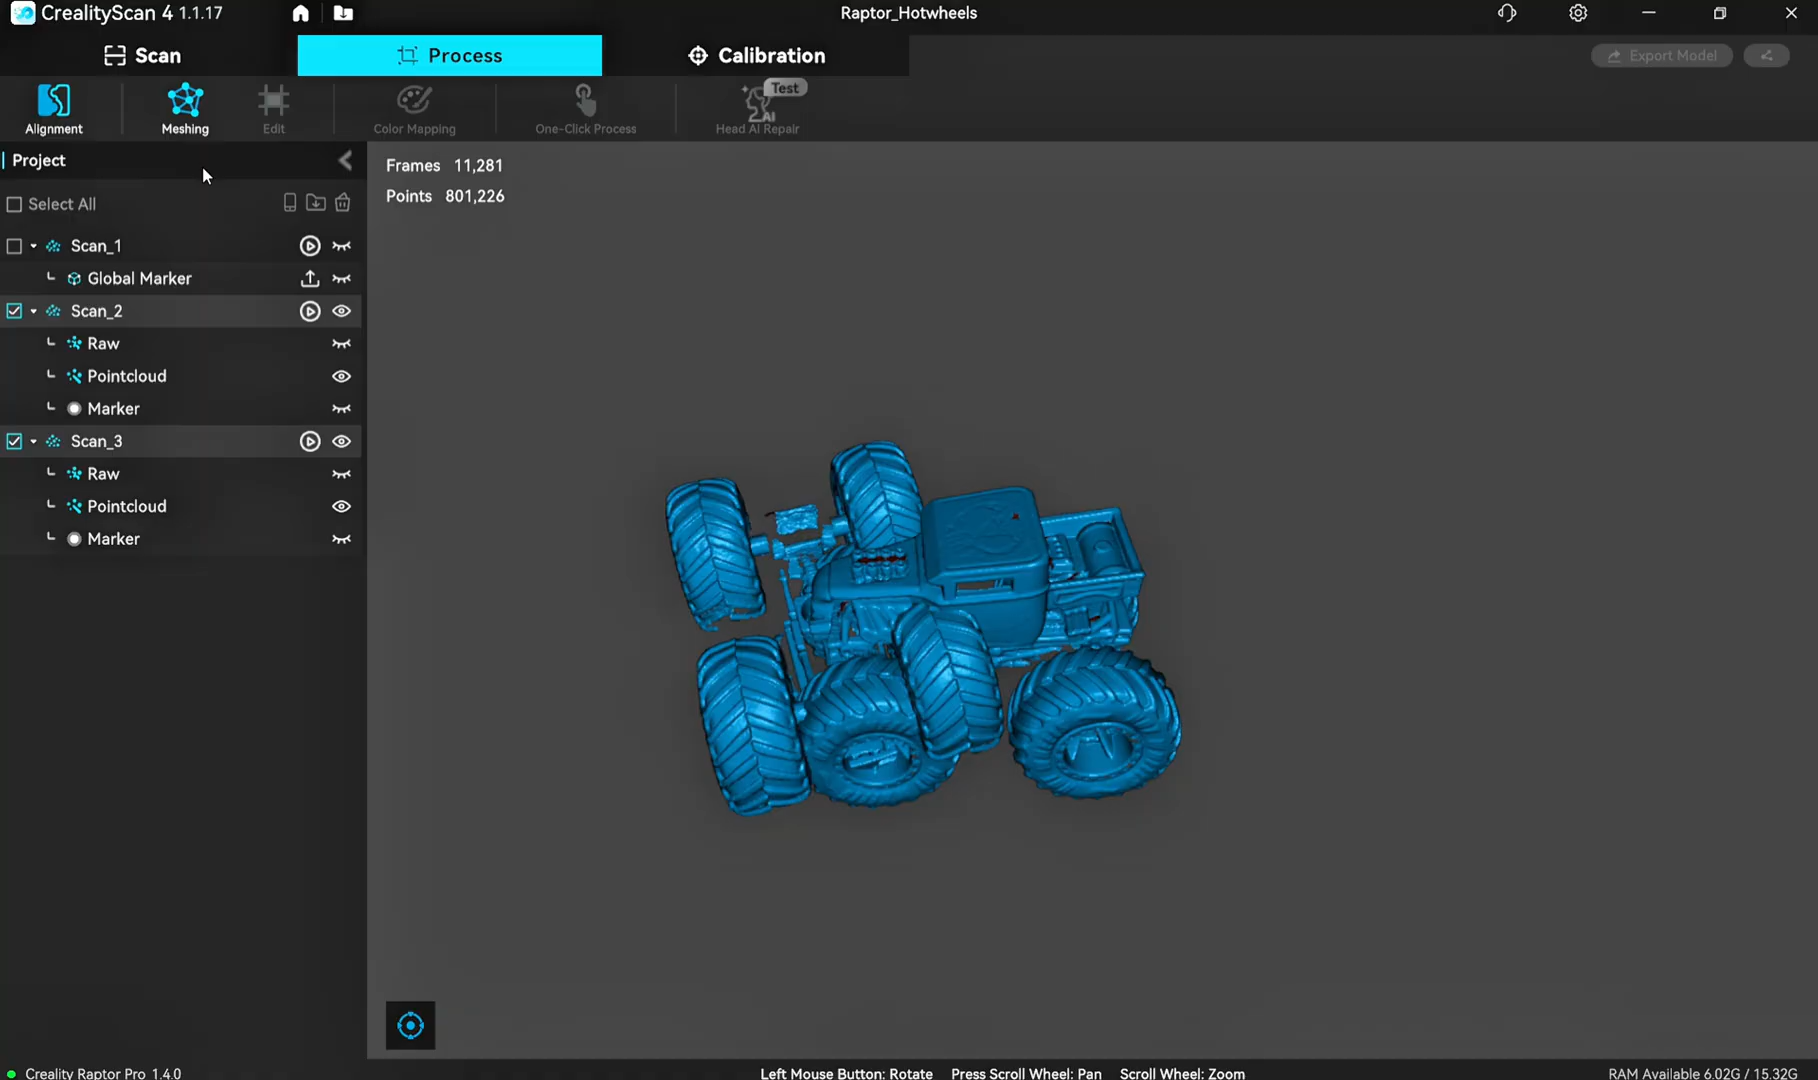 CrealityScan 4 1.1.17
Raptor_Hotwheels
Scan
Process
Calibration
Export Model
Alignment
Meshing
Edit
Color Mapping
One-Click Process
Test
AI
Head AI Repair
Project
Frames 11,281
Points 801,226
Select All
Scan_1
Global Marker
Scan_2
Raw
Pointcloud
Marker
Scan_3
Raw
Pointcloud
Marker
Creality Raptor Pro 1.4.0
Left Mouse Button: Rotate Press Scroll Wheel: Pan Scroll Wheel: Zoom
RAM Available 6.02G / 15.32G